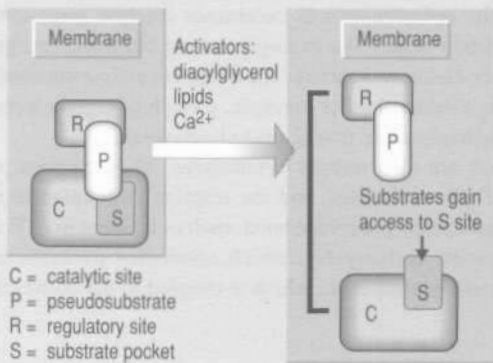 Membrane
R
P
C
S
C = catalytic site
P = pseudosubstrate
R = regulatory site
S = substrate pocket
Activators:
diacylglycerol
lipids
Ca2+
Membrane
R
P
Substrates gain
access to S site
S
C